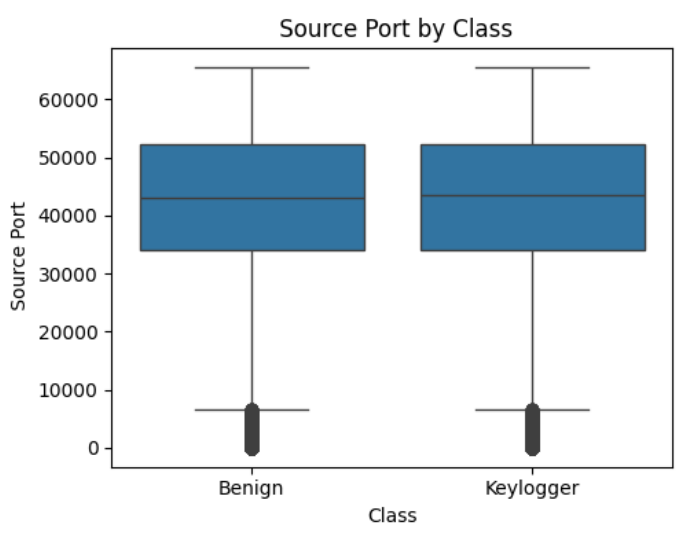 Source Port by Class
Source Port
60000
50000
40000
30000
20000
10000
0
Benign
Keylogger
Class